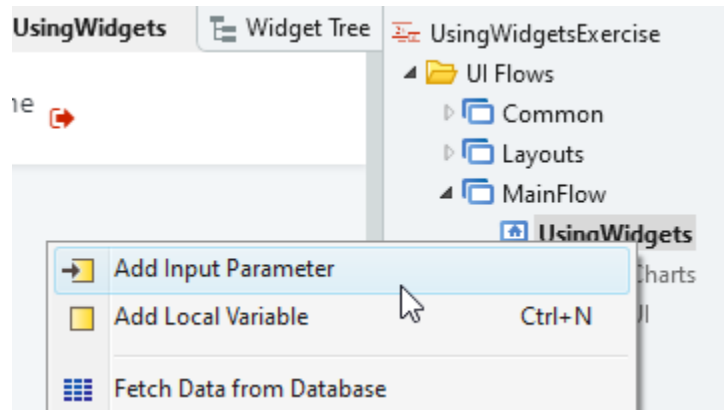 UsingWidgets
Widget Tree
UsingWidgetsExercise
UI Flows
Common
Layouts
MainFlow
UsingWidgets
Charts
Add Input Parameter
Add Local Variable Ctrl+N
Fetch Data from Database